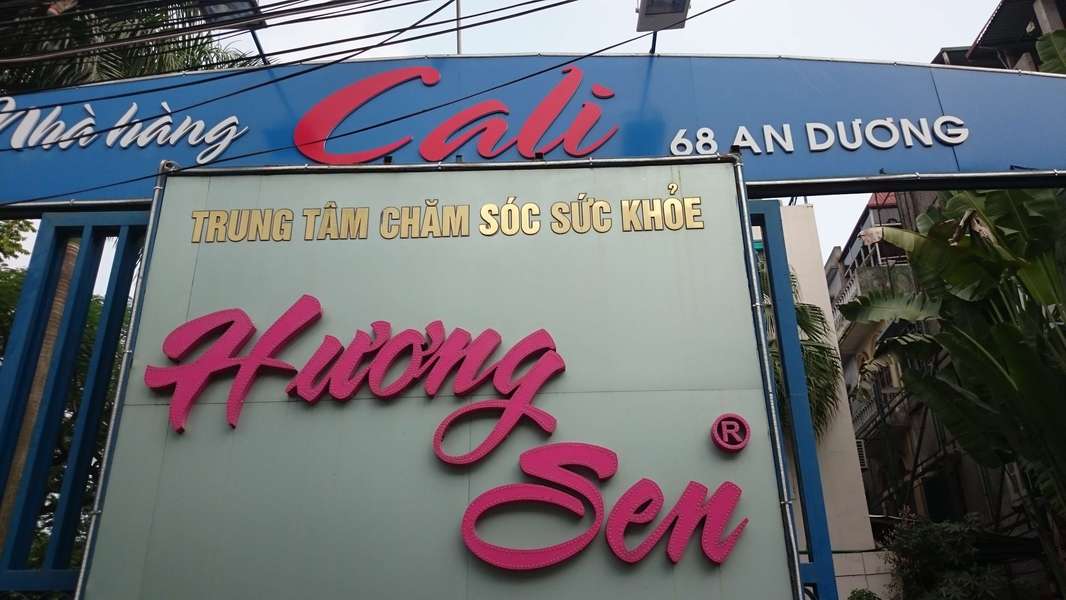 Nhà hàng Cali 68 AN DƯƠNG
TRUNG TÂM CHĂM SÓC SỨC KHỎE
Hương
Sen ®